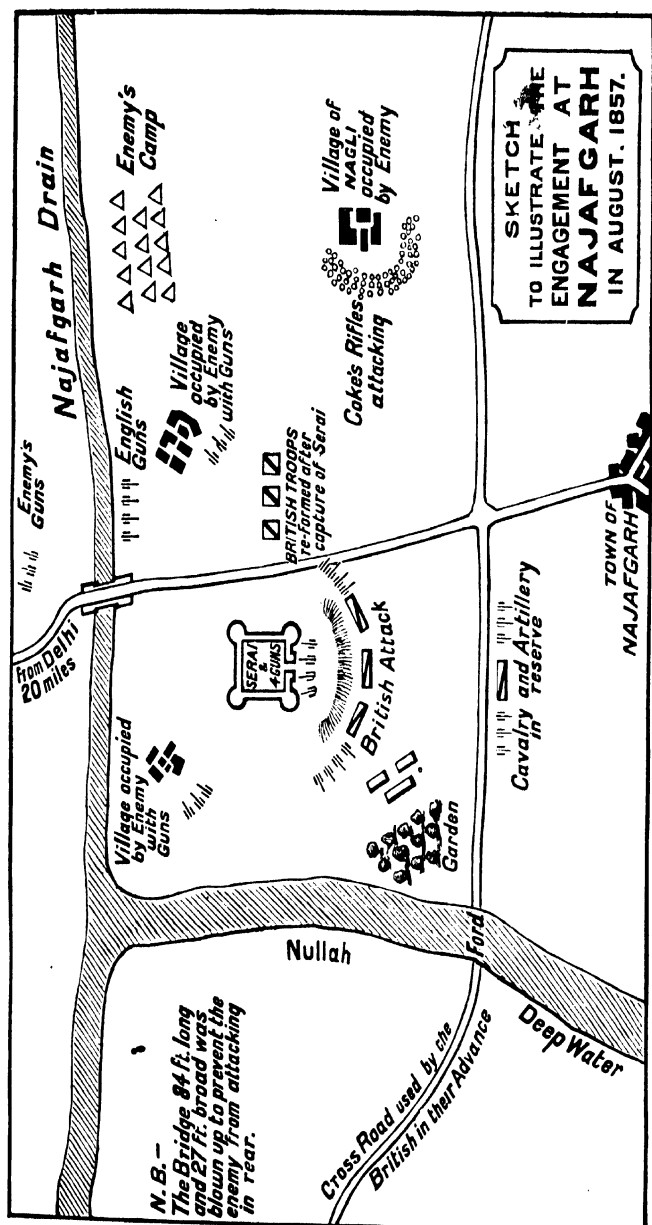 SKETCH
TO ILLUSTRATE THE
ENGAGEMENT AT
NAJAFGARH
IN AUGUST. 1857.
Najafgarh Drain
Enemy's
Camp
Village of
NAGLI
occupied
by Enemy
Coke's Rifles
attacking
Enemy's
Guns
English
Guns
Village
occupied
by Enemy
with Guns
BRITISH TROOPS
re-formed after
capture of Serai
TOWN OF
NAJAFGARH
From Delhi
20 miles
SERAI
&
4 GUNS
British Attack
Cavalry and Artillery
in reserve
Village occupied
by Enemy
with
Guns
Garden
Nullah
Ford
Deep Water
Cross Road used by the
British in their Advance
N.B.—
The Bridge 84 ft. long
and 27 ft. broad was
blown up to prevent the
enemy from attacking
in rear.